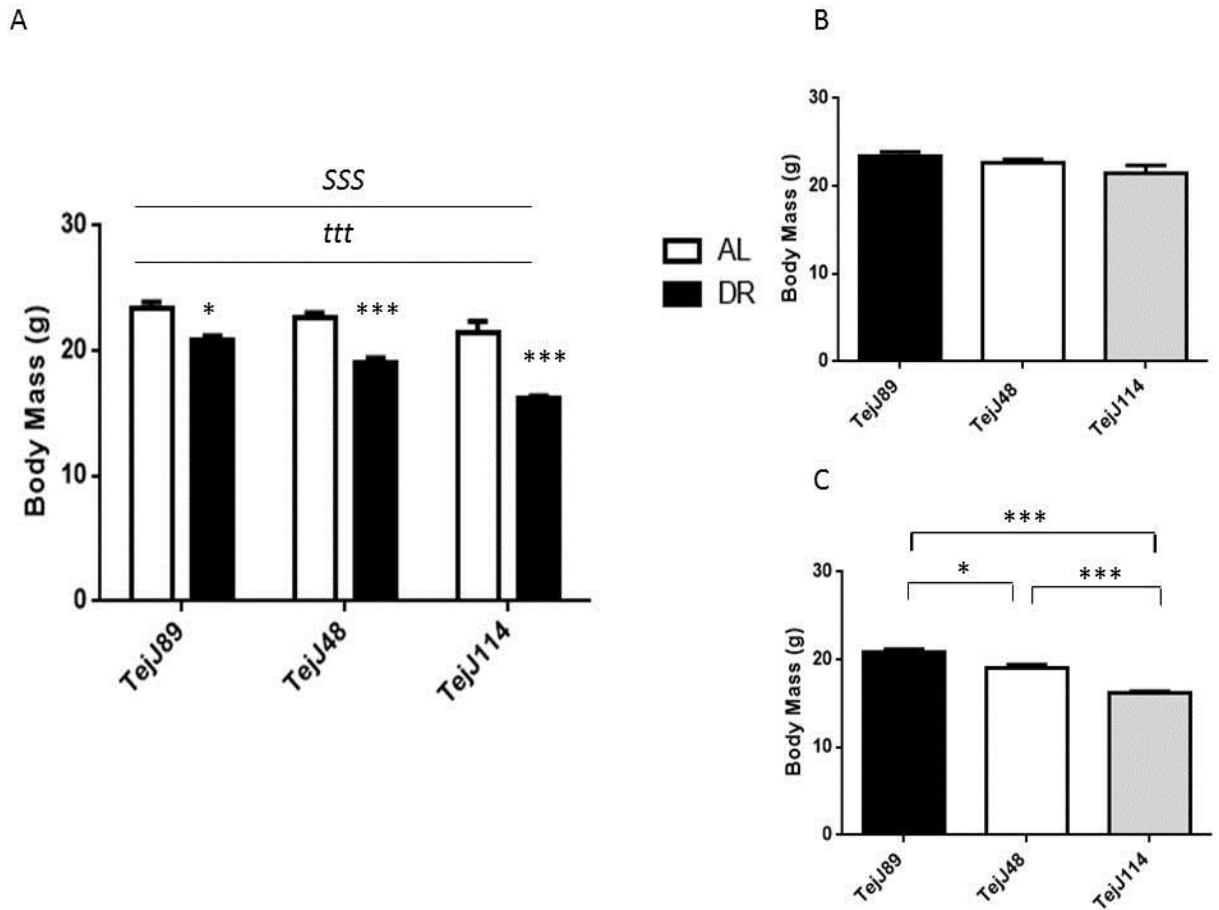 A
SSS
ttt
* *** ***
30
20
10
0
Body Mass (g)
TejJ89 TejJ48 TejJ114
AL
DR
B
30
20
10
0
Body Mass (g)
TejJ89 TejJ48 TejJ114
C
***
* ***
30
20
10
0
Body Mass (g)
TejJ89 TejJ48 TejJ114